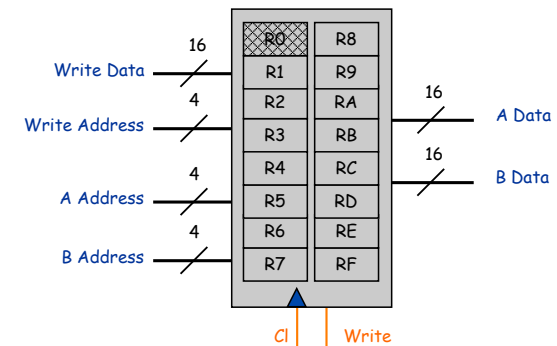 R0 R8
16
Write Data
R1 R9
4
R2 RA
16
Write Address
R3 RB
A Data
4
R4 RC
16
A Address
R5 RD
B Data
4
R6 RE
B Address
R7 RF
Cl Write